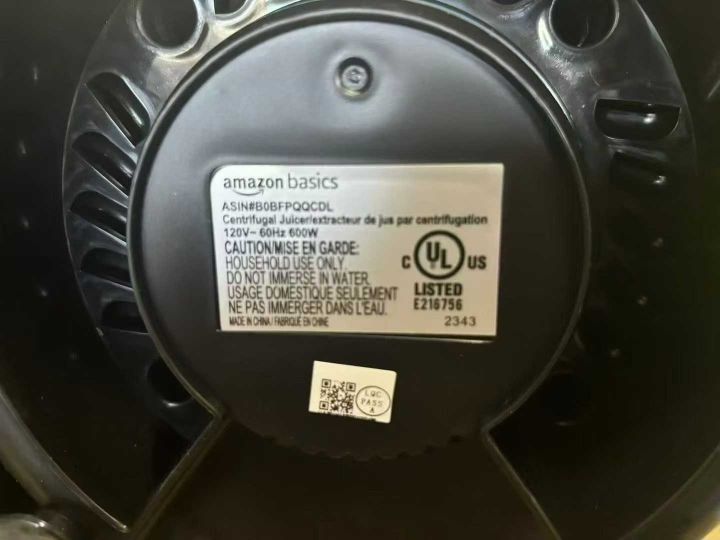 amazon basics
ASIN#B0BFPQQCDL
Centrifugal Juicer/extracteur de jus par centrifugation
120V~ 60Hz 600W
CAUTION/MISE EN GARDE:
HOUSEHOLD USE ONLY.
DO NOT IMMERSE IN WATER.
USAGE DOMESTIQUE SEULEMENT
NE PAS IMMERGER DANS L'EAU.
MADE IN CHINA / FABRIQUÉ EN CHINE
C UL US
LISTED
E216756
2343
LQC
PASS
A